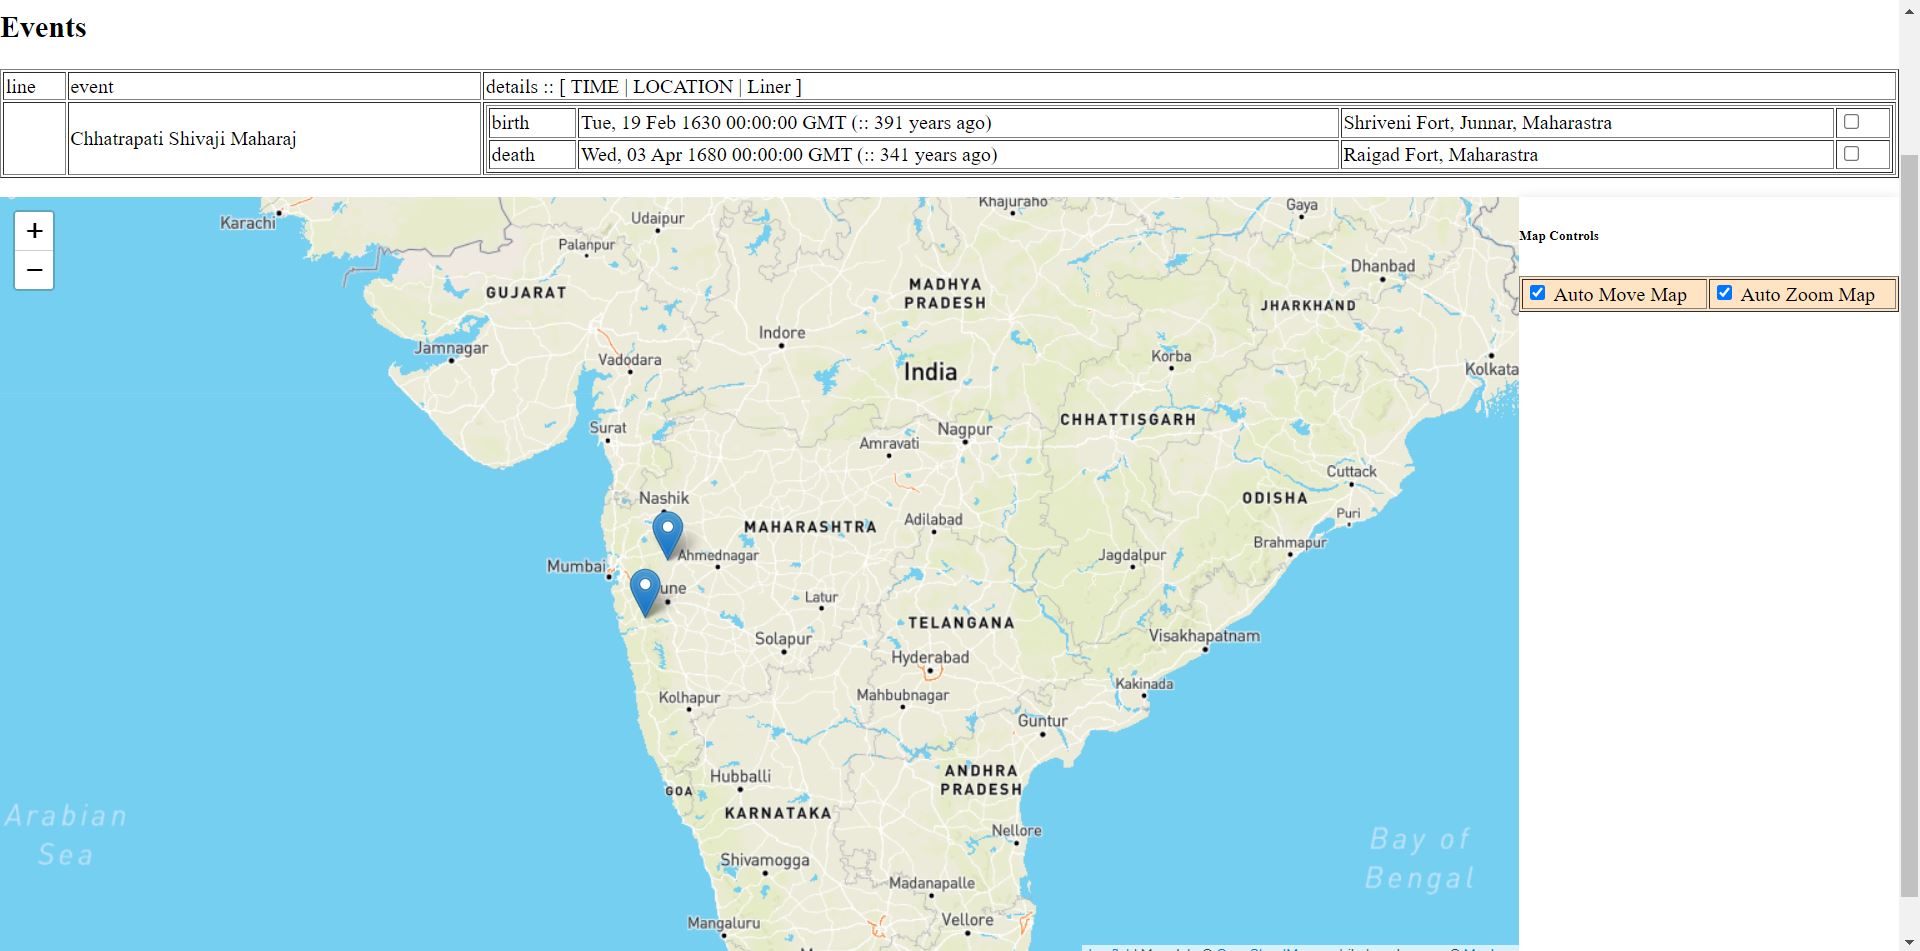 Events
line event details :: [ TIME | LOCATION | Liner ]
Chhatrapati Shivaji Maharaj
birth Tue, 19 Feb 1630 00:00:00 GMT (:: 391 years ago) Shriveni Fort, Junnar, Maharastra
death Wed, 03 Apr 1680 00:00:00 GMT (:: 341 years ago) Raigad Fort, Maharastra
+
−
Map Controls
Auto Move Map Auto Zoom Map
Karachi
Udaipur
Khajuraho
Gaya
Palanpur
Dhanbad
GUJARAT
MADHYA
PRADESH
JHARKHAND
Indore
Jamnagar
Vadodara
Korba
India
Kolkata
CHHATTISGARH
Surat
Nagpur
Amravati
Cuttack
Nashik
ODISHA
Puri
MAHARASHTRA
Adilabad
Brahmapur
Ahmednagar
Jagdalpur
Mumbai
une
Latur
TELANGANA
Solapur
Visakhapatnam
Hyderabad
Kakinada
Kolhapur
Mahbubnagar
Guntur
ANDHRA
PRADESH
Hubballi
GOA
KARNATAKA
Arabian
Sea
Nellore
Bay of
Bengal
Shivamogga
Madanapalle
Mangaluru
Vellore